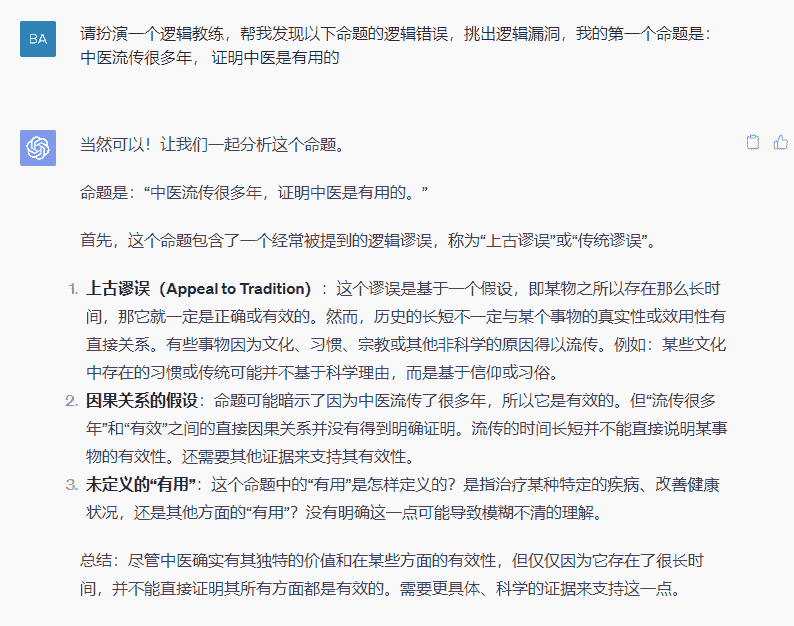 BA
请扮演一个逻辑教练，帮我发现以下命题的逻辑错误，挑出逻辑漏洞，我的第一个命题是：
中医流传很多年， 证明中医是有用的
当然可以！让我们一起分析这个命题。
命题是：“中医流传很多年，证明中医是有用的。”
首先，这个命题包含了一个经常被提到的逻辑谬误，称为“上古谬误”或“传统谬误”。
1. 上古谬误（Appeal to Tradition）：这个谬误是基于一个假设，即某物之所以存在那么长时
间，那它就一定是正确或有效的。然而，历史的长短不一定与某个事物的真实性或效用性有
直接关系。有些事物因为文化、习惯、宗教或其他非科学的原因得以流传。例如：某些文化
中存在的习惯或传统可能并不基于科学理由，而是基于信仰或习俗。
2. 因果关系的假设：命题可能暗示了因为中医流传了很多年，所以它是有效的。但“流传很多
年”和“有效”之间的直接因果关系并没有得到明确证明。流传的时间长短并不能直接说明某事
物的有效性。还需要其他证据来支持其有效性。
3. 未定义的“有用”：这个命题中的“有用”是怎样定义的？是指治疗某种特定的疾病、改善健康
状况，还是其他方面的“有用”？没有明确这一点可能导致模糊不清的理解。
总结：尽管中医确实有其独特的价值和在某些方面的有效性，但仅仅因为它存在了很长时
间，并不能直接证明其所有方面都是有效的。需要更具体、科学的证据来支持这一点。